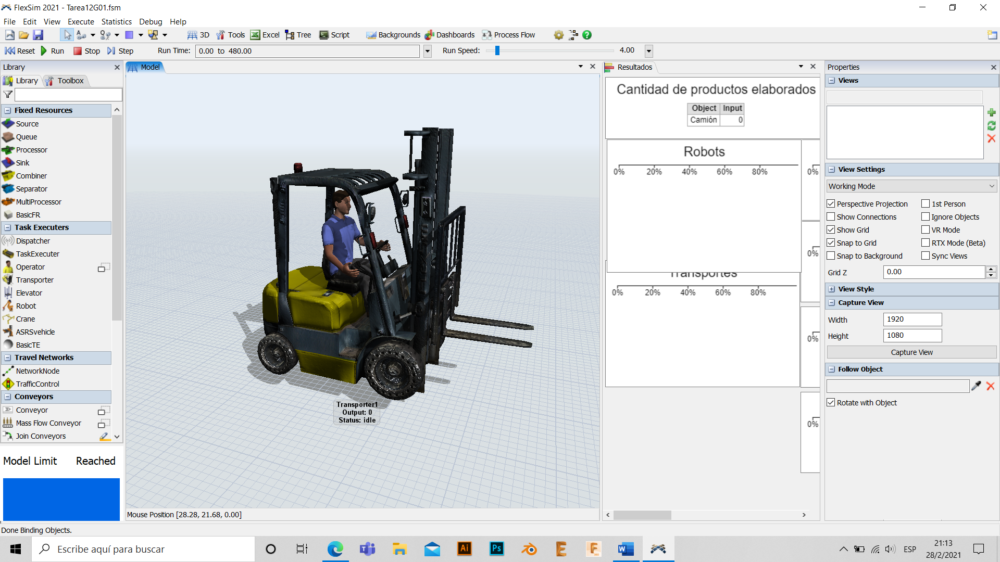 FlexSim 2021 - Tarea12G01.fsm
File Edit View Execute Statistics Debug Help
3D Tools Excel Tree Script Backgrounds Dashboards Process Flow
Reset Run Stop Step Run Time: 0.00 to 480.00 Run Speed: 4.00
Library
Library Toolbox
Fixed Resources
Source
Queue
Processor
Sink
Combiner
Separator
MultiProcessor
BasicFR
Task Executers
Dispatcher
TaskExecuter
Operator
Transporter
Elevator
Robot
Crane
ASRSvehicle
BasicTE
Travel Networks
NetworkNode
TrafficControl
Conveyors
Conveyor
Mass Flow Conveyor
Join Conveyors
Model Limit Reached
Model
Transporter1
Output: 0
Status: idle
Mouse Position [28.28, 21.68, 0.00]
Resultados
Cantidad de productos elaborados
Object Input
Camión 0
Robots
0% 20% 40% 60% 80%
0%
0%
Transportes
0% 20% 40% 60% 80%
0%
0%
Properties
Views
View Settings
Working Mode
Perspective Projection 1st Person
Show Connections Ignore Objects
Show Grid VR Mode
Snap to Grid RTX Mode (Beta)
Snap to Background Sync Views
Grid Z 0.00
View Style
Capture View
Width 1920
Height 1080
Capture View
Follow Object
Rotate with Object
Done Binding Objects.
Escribe aquí para buscar
Ai
Ps
ESP
21:13
28/2/2021